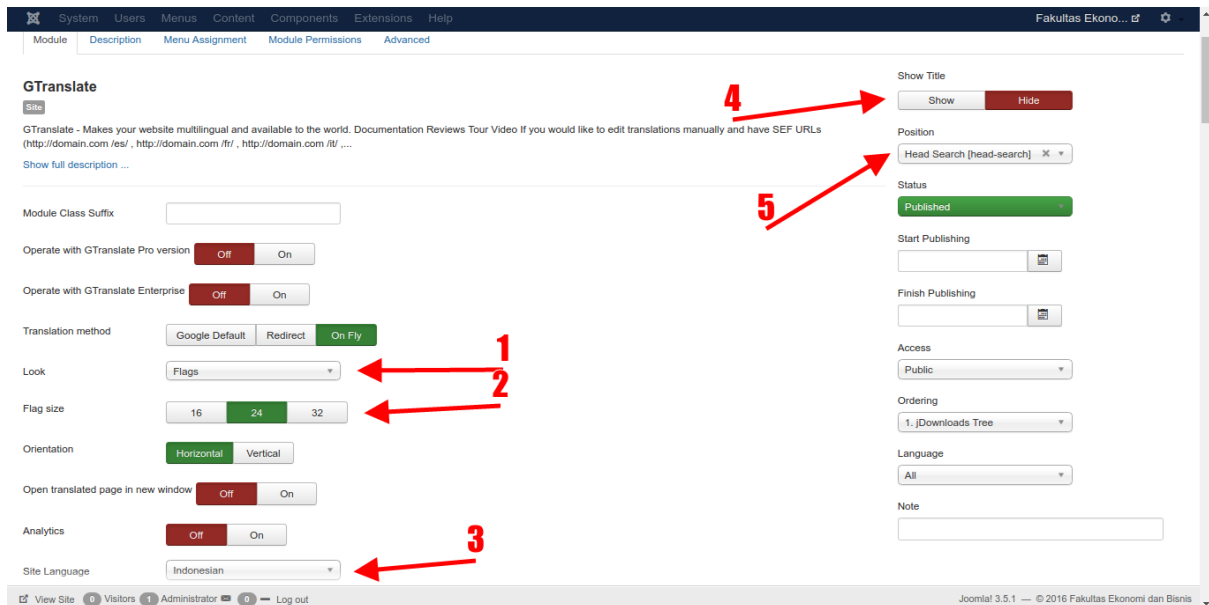 System Users Menus Content Components Extensions Help Fakultas Ekono...
Module Description Menu Assignment Module Permissions Advanced
GTranslate
Site
GTranslate - Makes your website multilingual and available to the world. Documentation Reviews Tour Video If you would like to edit translations manually and have SEF URLs
(http://domain.com /es/ , http://domain.com /fr/ , http://domain.com /it/ ,...
Show full description ...
Module Class Suffix
Operate with GTranslate Pro version Off On
Operate with GTranslate Enterprise Off On
Translation method Google Default Redirect On Fly
1
Look Flags
2
Flag size 16 24 32
Orientation Horizontal Vertical
Open translated page in new window Off On
Analytics Off On
3
Site Language Indonesian
Show Title
4
Show Hide
Position
Head Search [head-search]
5
Status
Published
Start Publishing
Finish Publishing
Access
Public
Ordering
1. jDownloads Tree
Language
All
Note
View Site 0 Visitors 1 Administrator 0 Log out Joomla! 3.5.1 — © 2016 Fakultas Ekonomi dan Bisnis